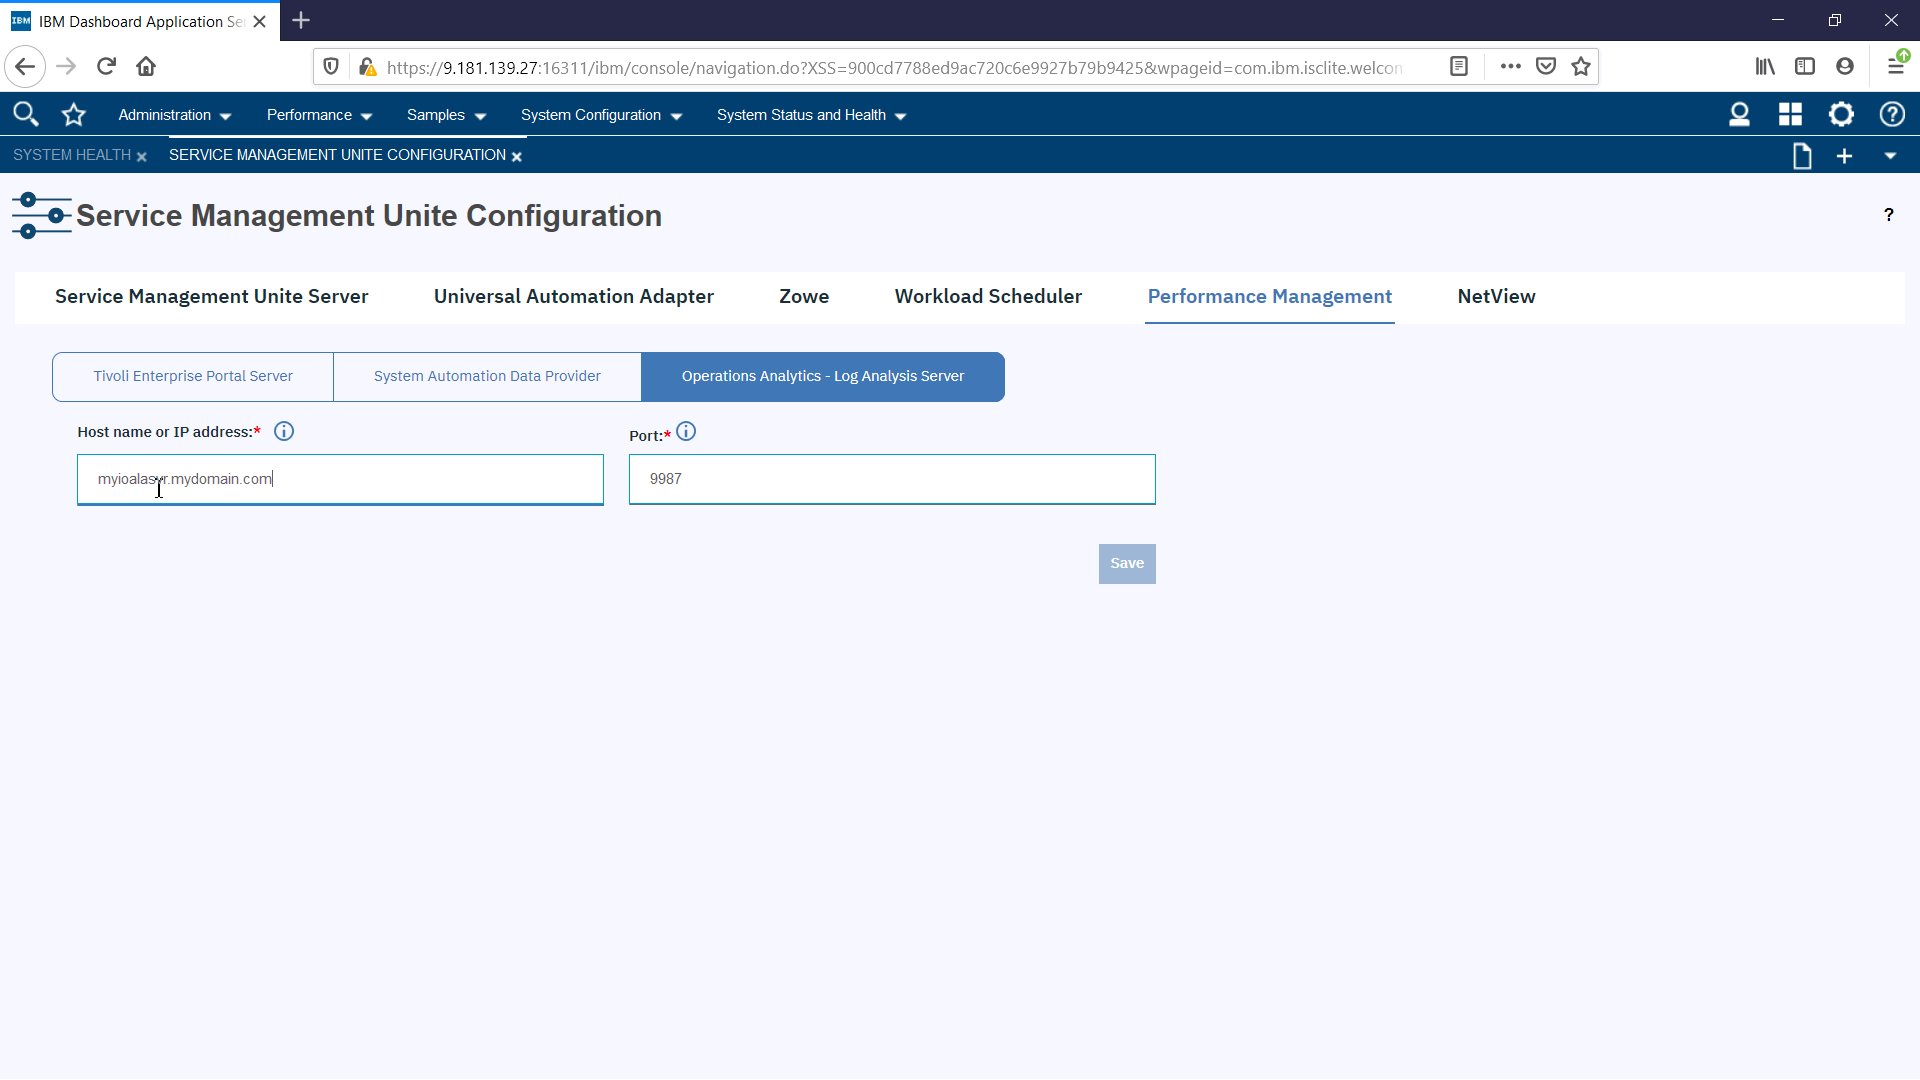 IBM IBM Dashboard Application Se
https://9.181.139.27:16311/ibm/console/navigation.do?XSS=900cd7788ed9ac720c6e9927b79b9425&wpageid=com.ibm.isclite.welcon
Administration Performance Samples System Configuration System Status and Health
SYSTEM HEALTH SERVICE MANAGEMENT UNITE CONFIGURATION
Service Management Unite Configuration ?
Service Management Unite Server Universal Automation Adapter Zowe Workload Scheduler Performance Management NetView
Tivoli Enterprise Portal Server System Automation Data Provider Operations Analytics - Log Analysis Server
Host name or IP address:* Port:*
myioalasvr.mydomain.com 9987
Save